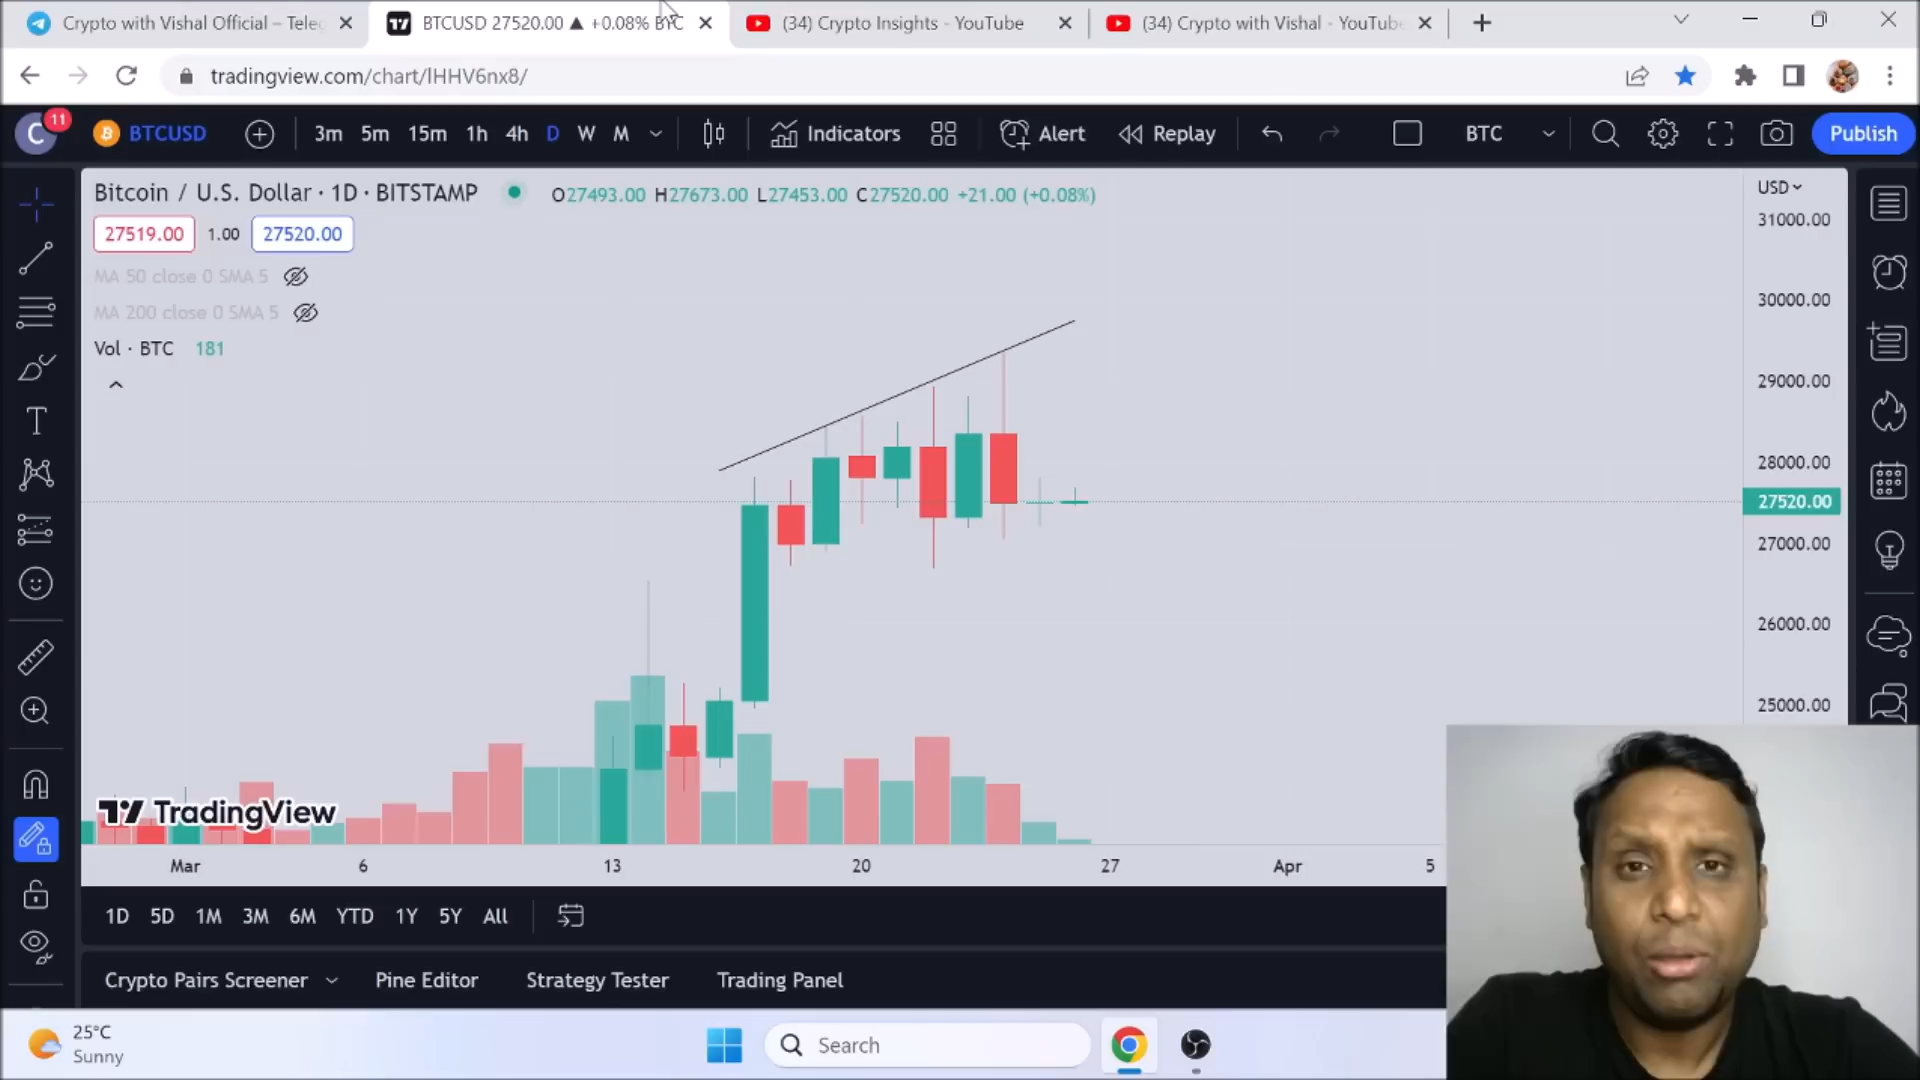 Crypto with Vishal Official – Teleg
BTCUSD 27520.00 ▲ +0.08% BYC
(34) Crypto Insights - YouTube
(34) Crypto with Vishal - YouTube
tradingview.com/chart/lHHV6nx8/
C
11
BTCUSD
3m 5m 15m 1h 4h D W M
Indicators
Alert
Replay
BTC
Publish
Bitcoin / U.S. Dollar · 1D · BITSTAMP
O27493.00 H27673.00 L27453.00 C27520.00 +21.00 (+0.08%)
USD
27519.00 1.00 27520.00
MA 50 close 0 SMA 5
MA 200 close 0 SMA 5
Vol · BTC 181
31000.00
30000.00
29000.00
28000.00
27520.00
27000.00
26000.00
25000.00
TradingView
Mar 6 13 20 27 Apr 5
1D 5D 1M 3M 6M YTD 1Y 5Y All
Crypto Pairs Screener
Pine Editor
Strategy Tester
Trading Panel
25°C
Sunny
Search